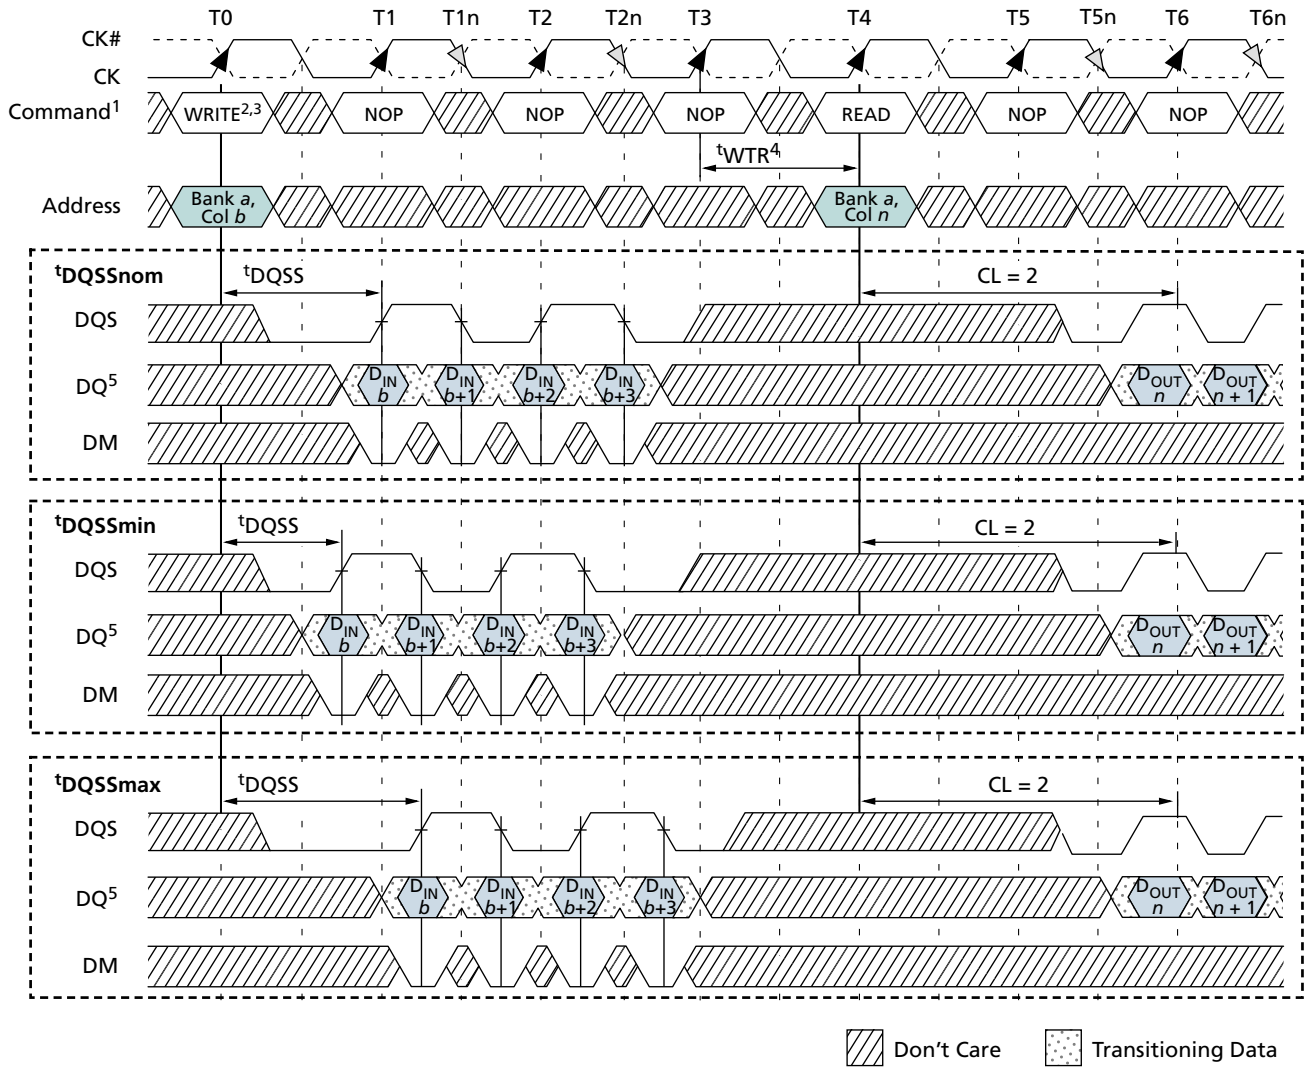 T0 T1 T1n T2 T2n T3 T4 T5 T5n T6 T6n
CK#
CK
Command1 WRITE2,3 NOP NOP NOP READ NOP NOP
tWTR4
Address Bank a, Col b Bank a, Col n
tDQSSnom tDQSS CL = 2
DQS
DQ5 DIN b DIN b+1 DIN b+2 DIN b+3 DOUT n DOUT n + 1
DM
tDQSSmin tDQSS CL = 2
DQS
DQ5 DIN b DIN b+1 DIN b+2 DIN b+3 DOUT n DOUT n + 1
DM
tDQSSmax tDQSS CL = 2
DQS
DQ5 DIN b DIN b+1 DIN b+2 DIN b+3 DOUT n DOUT n + 1
DM
Don't Care Transitioning Data